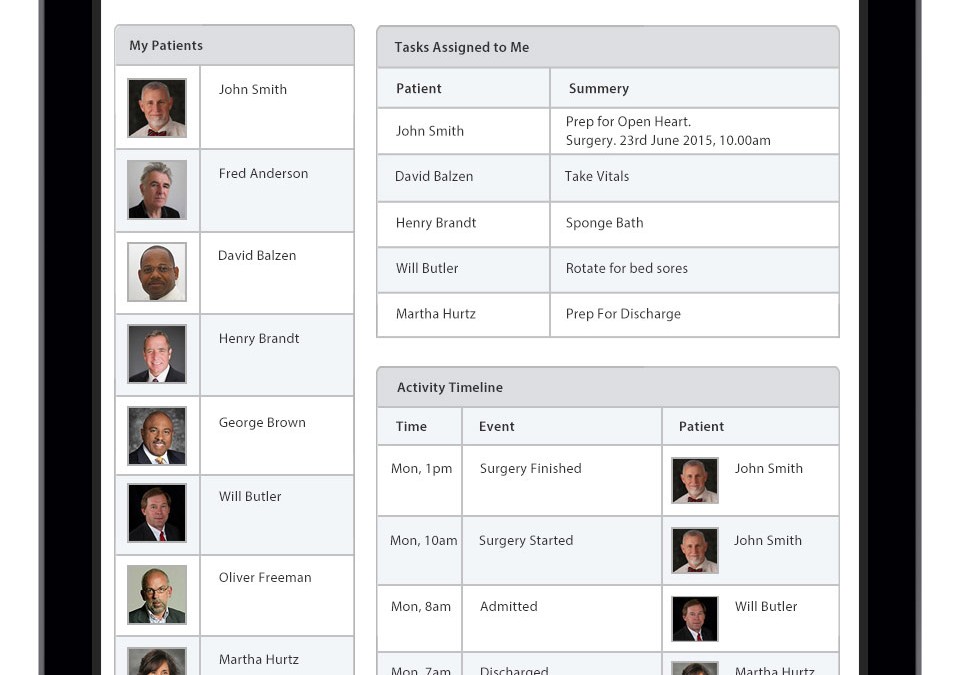 My Patients
John Smith
Fred Anderson
David Balzen
Henry Brandt
George Brown
Will Butler
Oliver Freeman
Martha Hurtz
Tasks Assigned to Me
Patient Summery
John Smith Prep for Open Heart.
Surgery. 23rd June 2015, 10.00am
David Balzen Take Vitals
Henry Brandt Sponge Bath
Will Butler Rotate for bed sores
Martha Hurtz Prep For Discharge
Activity Timeline
Time Event Patient
Mon, 1pm Surgery Finished John Smith
Mon, 10am Surgery Started John Smith
Mon, 8am Admitted Will Butler
Mon, 7am Discharged Martha Hurtz